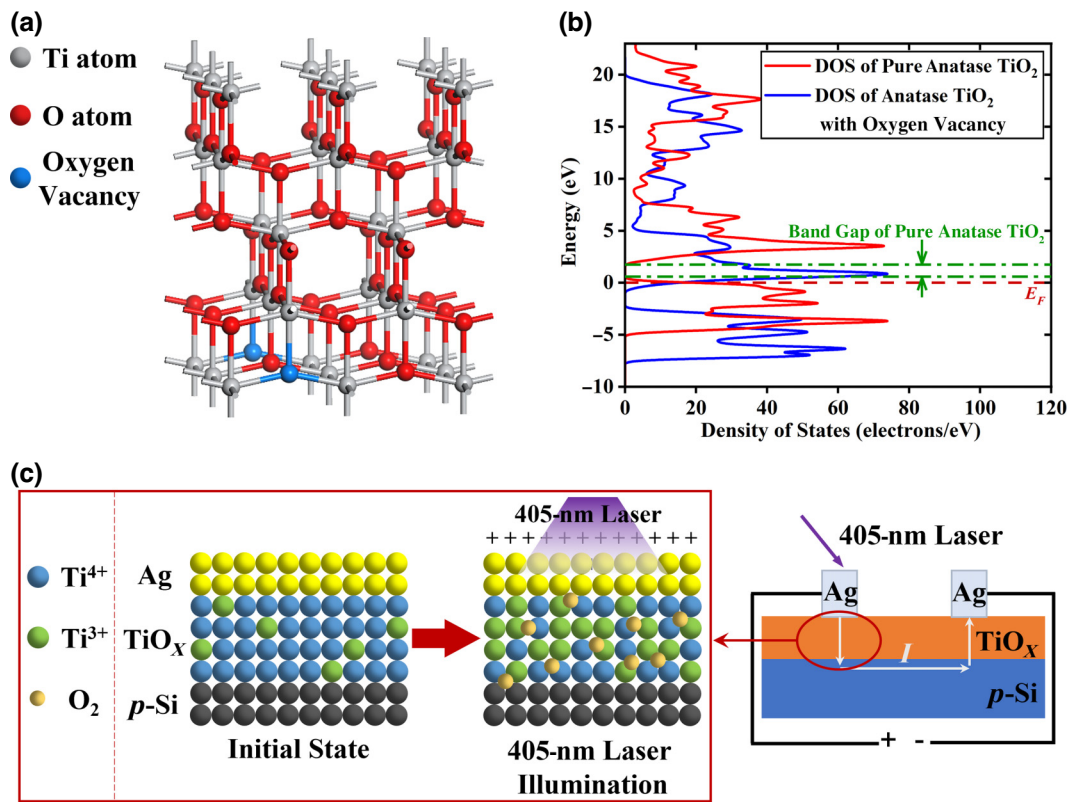 (a)
Ti atom
O atom
Oxygen
Vacancy
(b)
DOS of Pure Anatase TiO₂
DOS of Anatase TiO₂
with Oxygen Vacancy
Band Gap of Pure Anatase TiO₂
E_F
Energy (eV)
20
15
10
5
0
−5
−10
0
20
40
60
80
100
120
Density of States (electrons/eV)
(c)
Ti⁴⁺
Ti³⁺
O₂
Ag
TiOₓ
p-Si
Initial State
405-nm Laser
+ + + + + + + + + + + +
405-nm Laser
Illumination
405-nm Laser
Ag
Ag
TiOₓ
I
p-Si
+ -